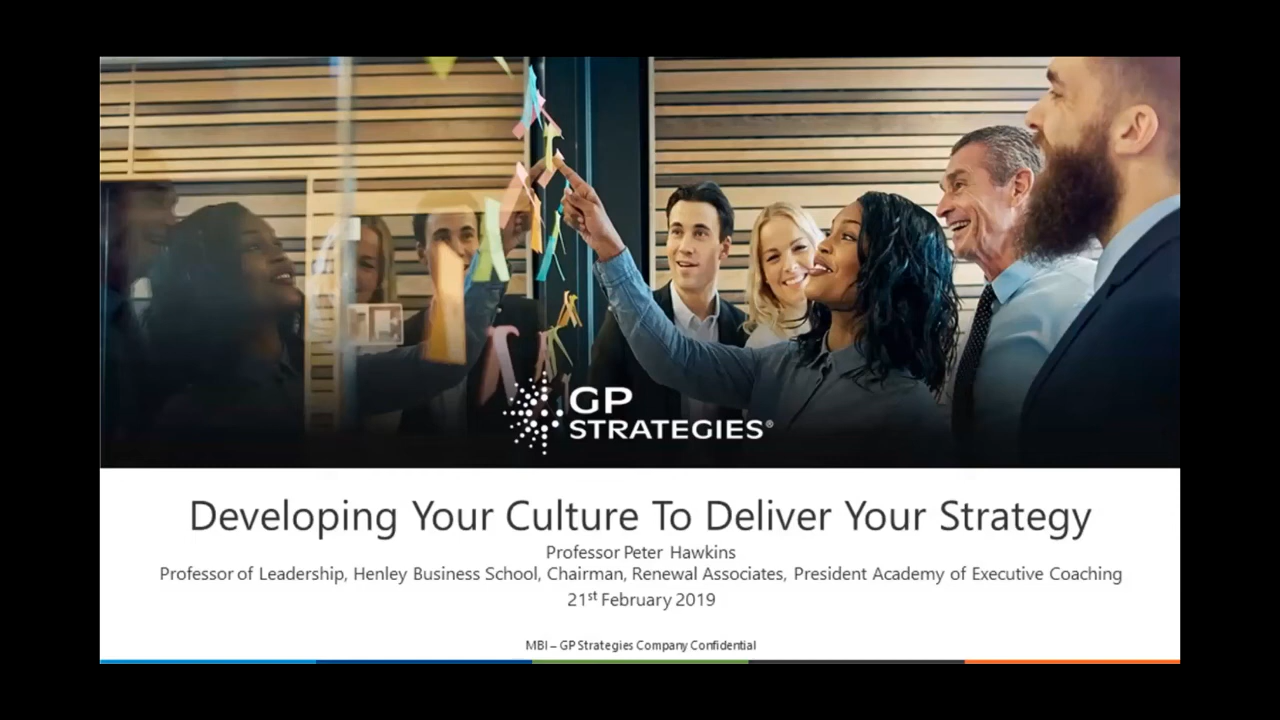 GP
STRATEGIES®
Developing Your Culture To Deliver Your Strategy
Professor Peter Hawkins
Professor of Leadership, Henley Business School, Chairman, Renewal Associates, President Academy of Executive Coaching
21st February 2019
MBI – GP Strategies Company Confidential